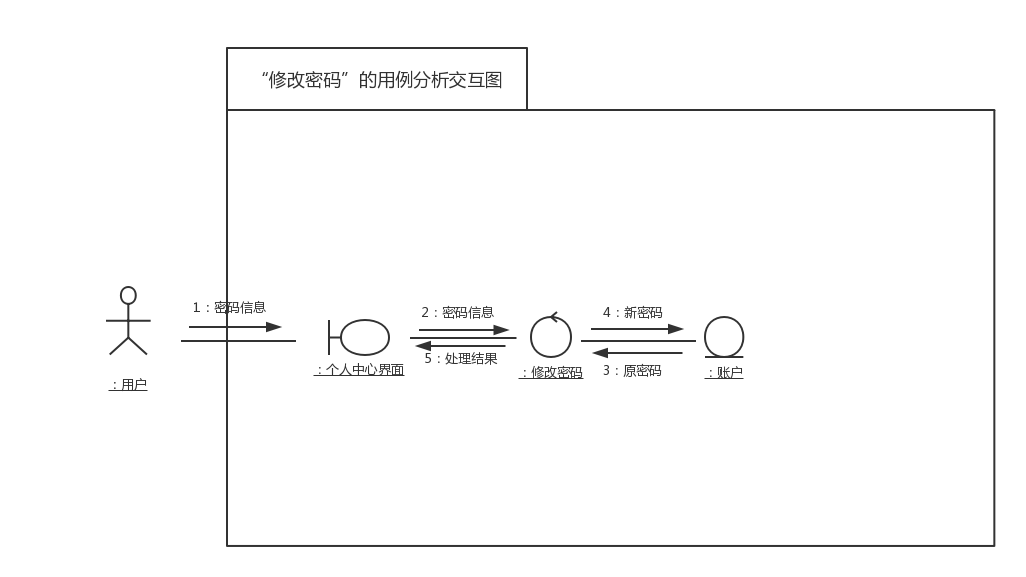 “修改密码”的用例分析交互图
1：密码信息
2：密码信息
4：新密码
5：处理结果
3：原密码
：用户
：个人中心界面
：修改密码
：账户